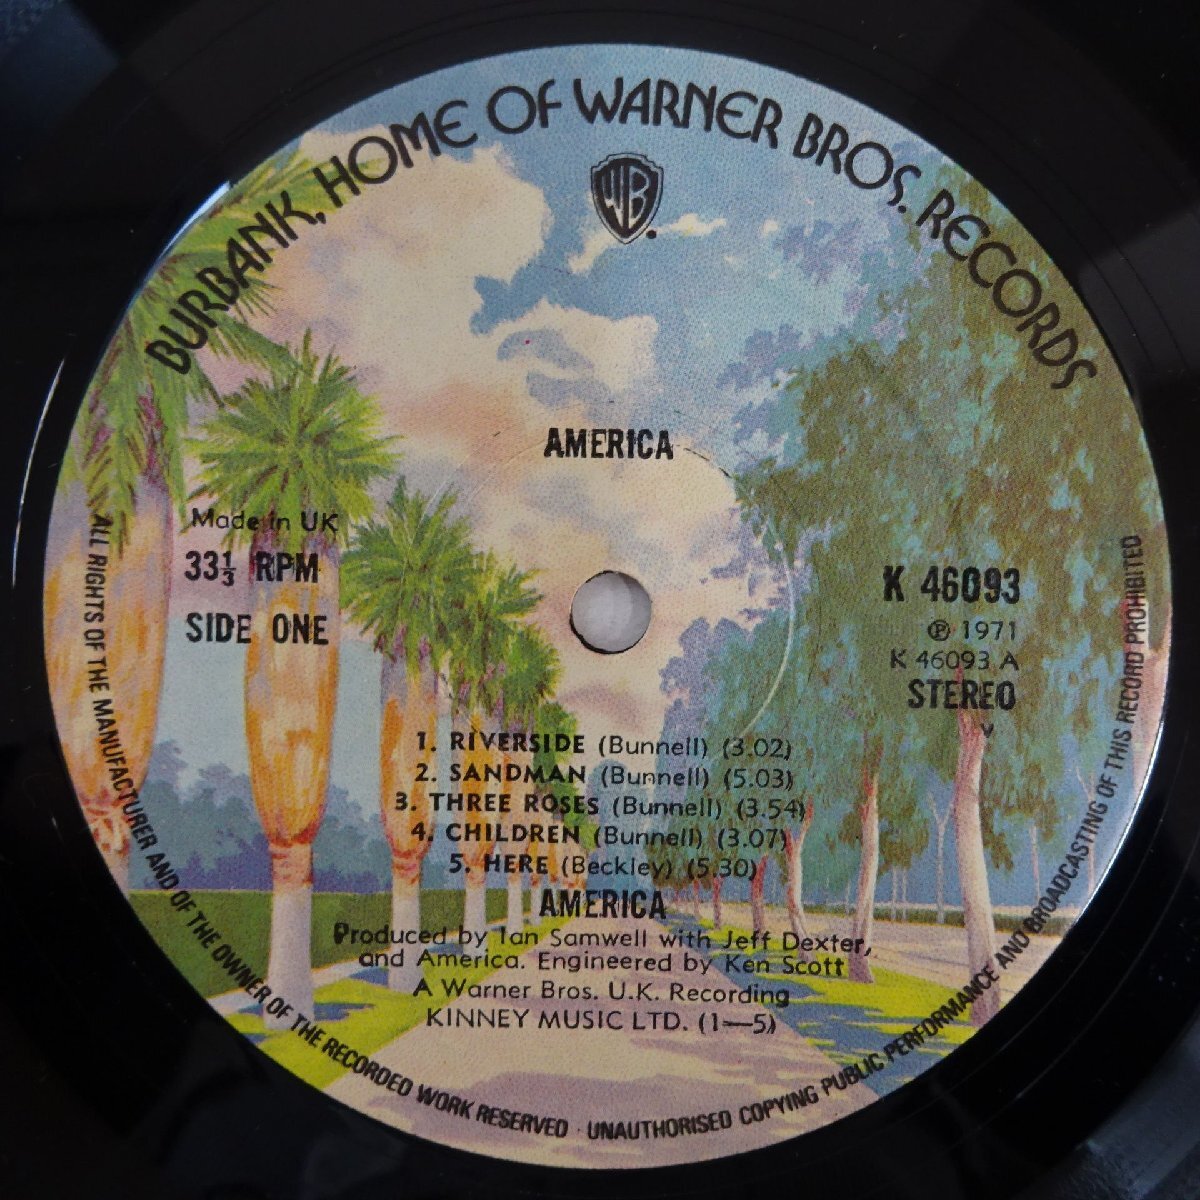 BURBANK, HOME OF WARNER BROS. RECORDS
WB
AMERICA
Made in UK
33⅓ RPM
SIDE ONE
K 46093
℗ 1971
K 46093 A
STEREO
V
1. RIVERSIDE (Bunnell) (3.02)
2. SANDMAN (Bunnell) (5.03)
3. THREE ROSES (Bunnell) (3.54)
4. CHILDREN (Bunnell) (3.07)
5. HERE (Beckley) (5.30)
AMERICA
Produced by Ian Samwell with Jeff Dexter,
and America. Engineered by Ken Scott
A Warner Bros. U.K. Recording
KINNEY MUSIC LTD. (1—5)
ALL RIGHTS OF THE MANUFACTURER AND OF THE OWNER OF THE RECORDED WORK RESERVED · UNAUTHORISED COPYING PUBLIC PERFORMANCE AND BROADCASTING OF THIS RECORD PROHIBITED